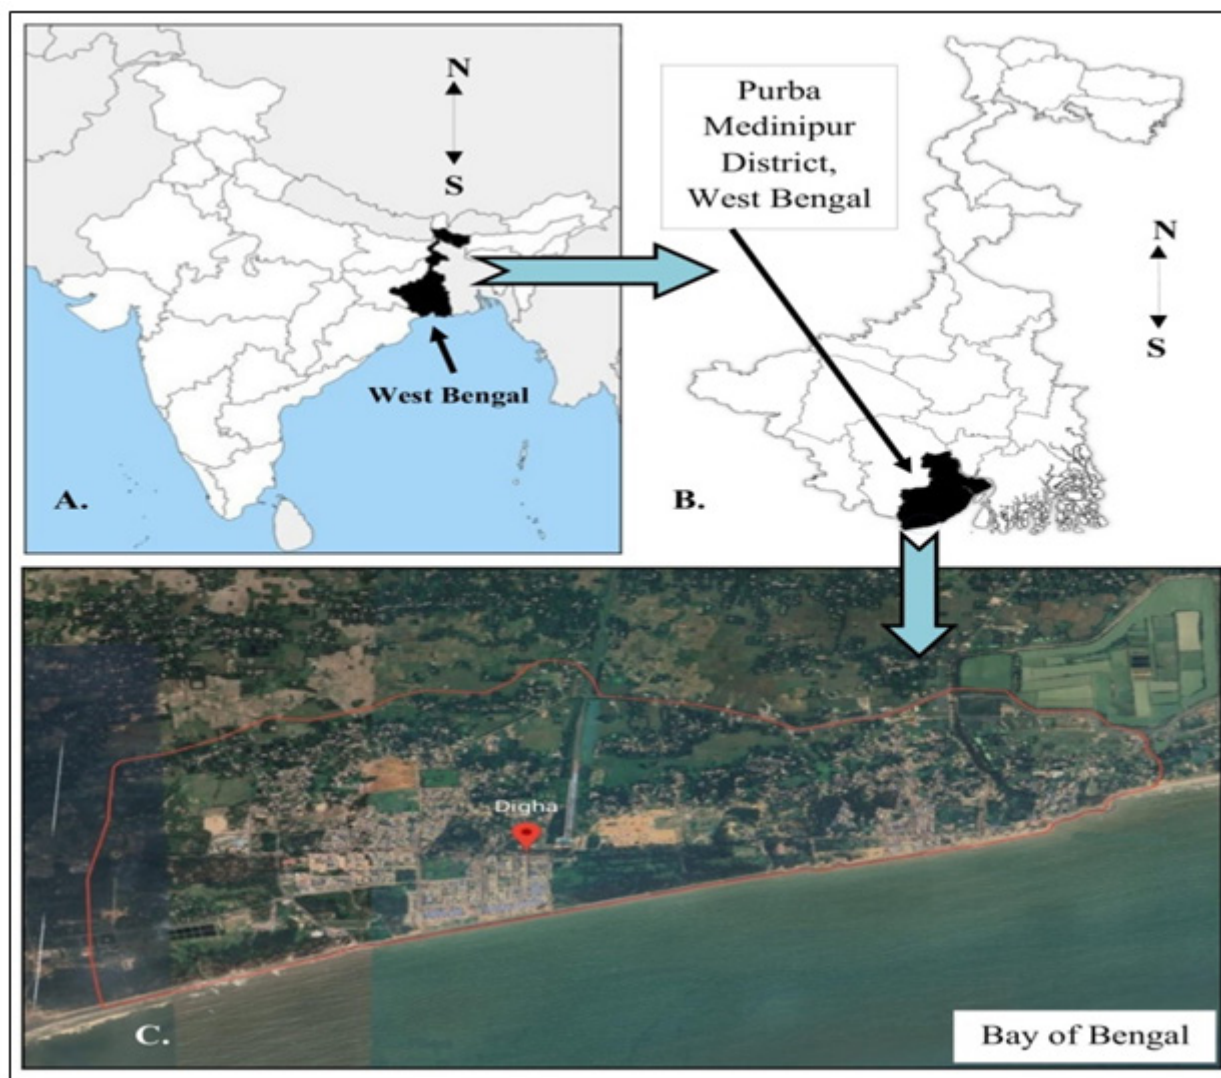 N
S
West Bengal
A.
Purba
Medinipur
District,
West Bengal
N
S
B.
Digha
C.
Bay of Bengal